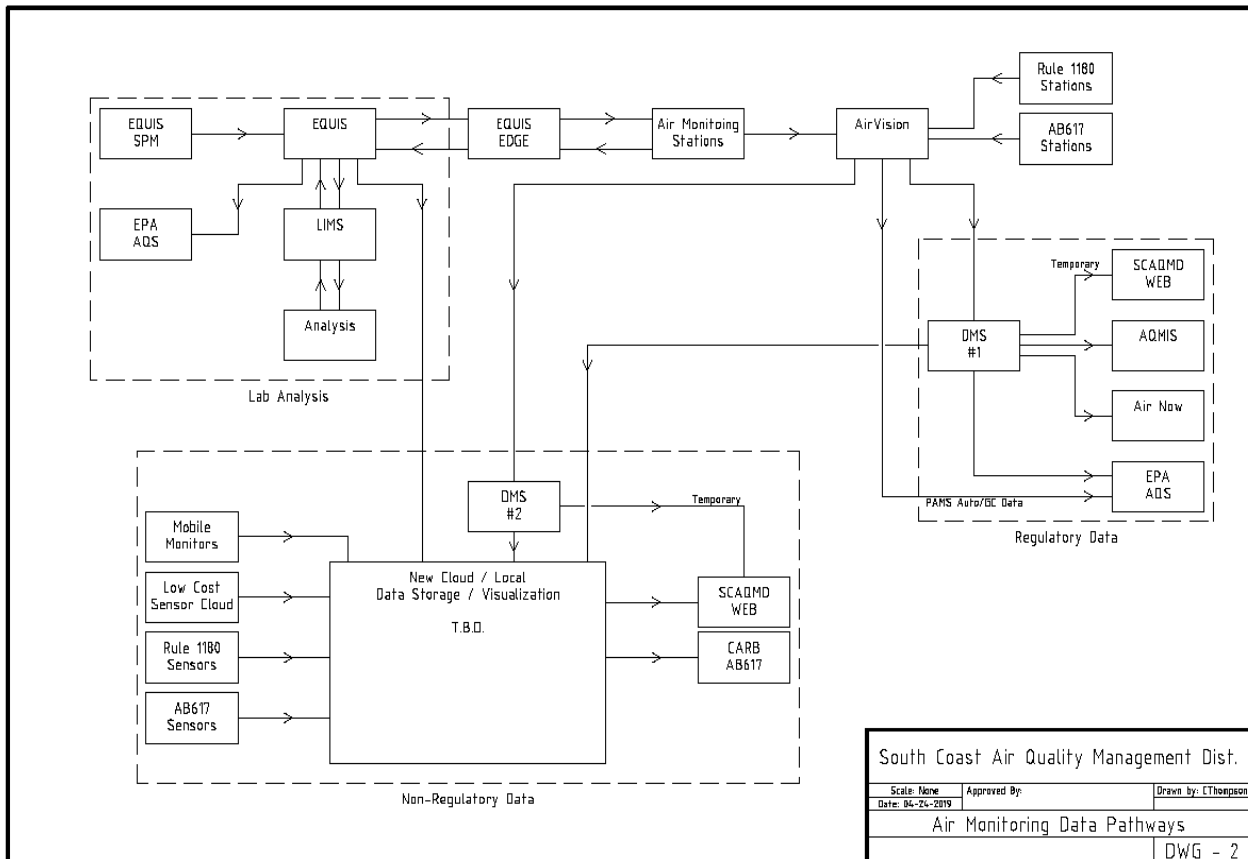 Rule 1180
Stations
EQUIS
SPM
EQUIS
EQUIS
EDGE
Air Monitoing
Stations
AirVision
AB617
Stations
EPA
AQS
LIMS
Analysis
Lab Analysis
Temporary
SCAQMD
WEB
DMS
#1
AQMIS
Air Now
EPA
AQS
PAMS Auto/GC Data
Regulatory Data
DMS
#2
Temporary
Mobile
Monitors
Low Cost
Sensor Cloud
Rule 1180
Sensors
AB617
Sensors
New Cloud / Local
Data Storage / Visualization
T.B.D.
SCAQMD
WEB
CARB
AB617
Non-Regulatory Data
South Coast Air Quality Management Dist.
Scale: None
Approved By:
Drawn by: CThompson
Date: 04-24-2019
Air Monitoring Data Pathways
DWG - 2